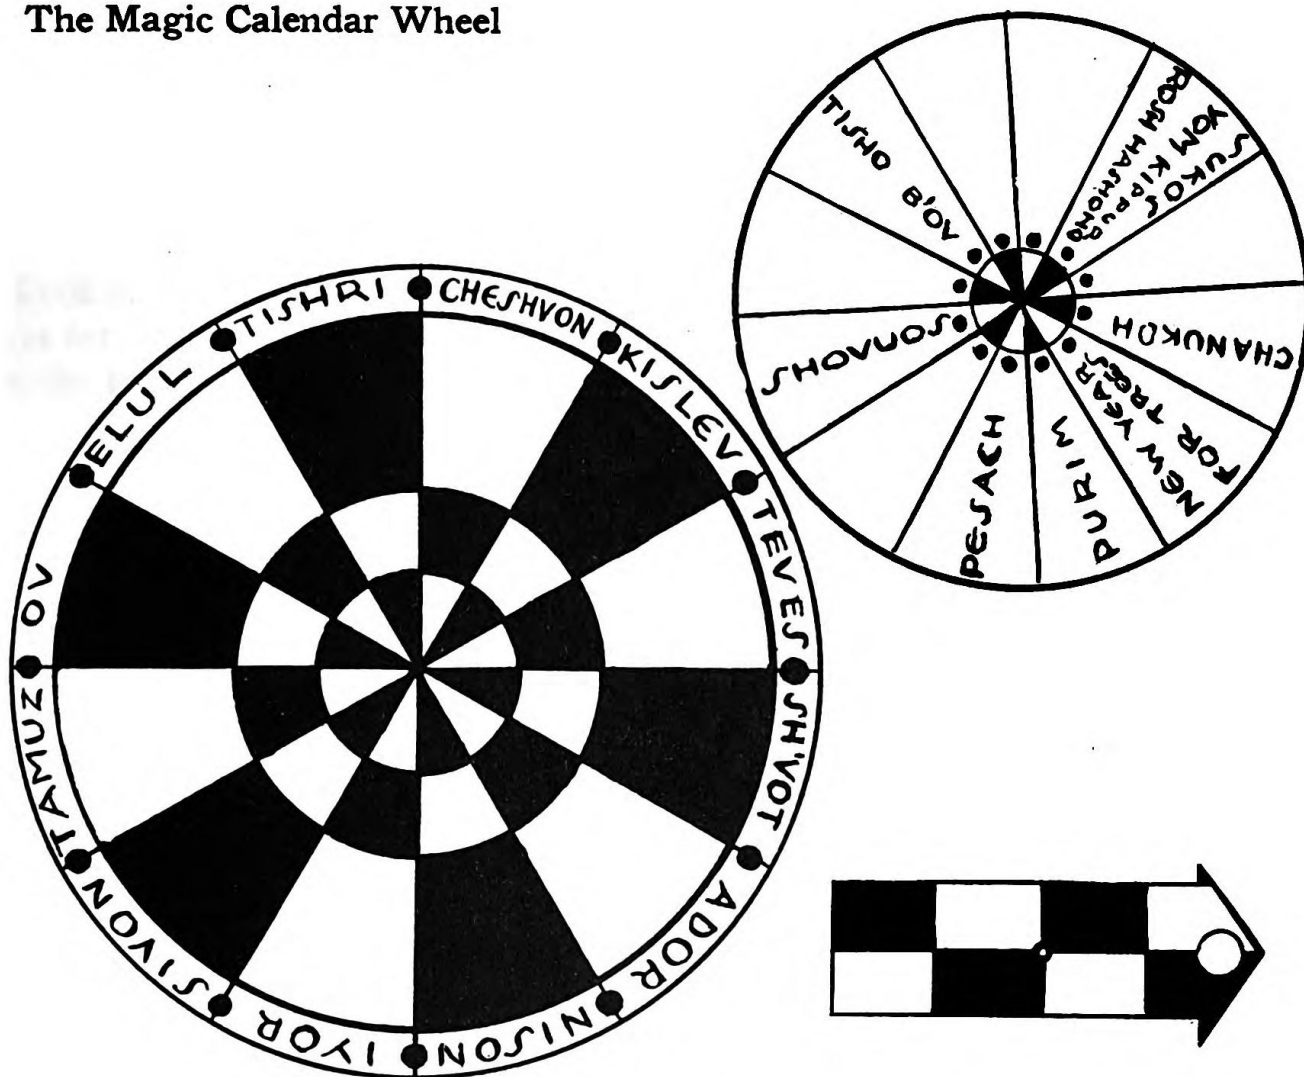 The Magic Calendar Wheel
TISHRI
CHESHVON
KISLEV
TEVES
SH'VOT
ADOR
NISON
IYOR
SIVON
TAMUZ
OV
ELUL
ROSH HASHONO
YOM KIPPUR
SUKOS
CHANUKOH
NEW YEAR
FOR TREES
PURIM
PESACH
SHOVUOS
TISHO B'OV